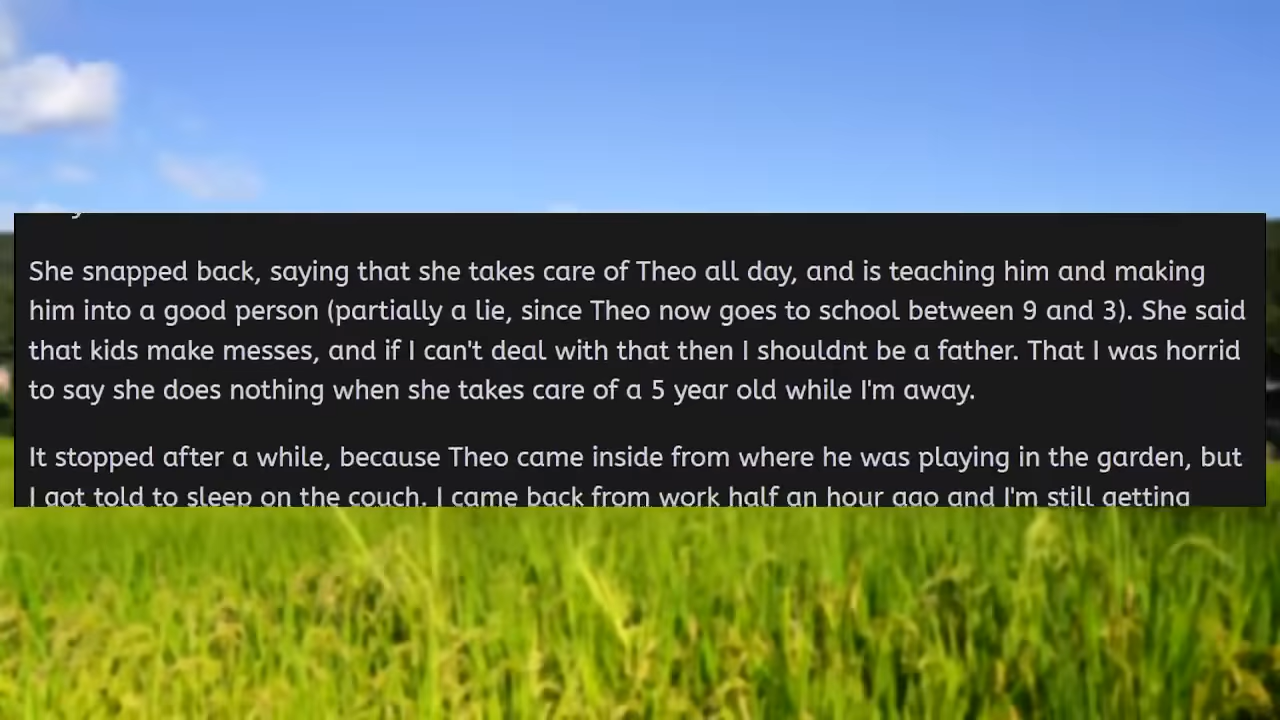 She snapped back, saying that she takes care of Theo all day, and is teaching him and making
him into a good person (partially a lie, since Theo now goes to school between 9 and 3). She said
that kids make messes, and if I can't deal with that then I shouldnt be a father. That I was horrid
to say she does nothing when she takes care of a 5 year old while I'm away.
It stopped after a while, because Theo came inside from where he was playing in the garden, but
I got told to sleep on the couch. I came back from work half an hour ago and I'm still getting